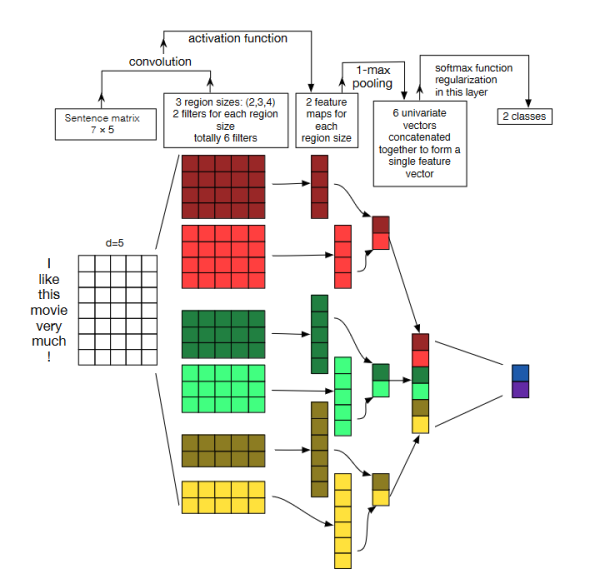 activation function
convolution
1-max
pooling
softmax function
regularization
in this layer
Sentence matrix
7 × 5
3 region sizes: (2,3,4)
2 filters for each region
size
totally 6 filters
2 feature
maps for
each
region size
6 univariate
vectors
concatenated
together to form a
single feature
vector
2 classes
d=5
I
like
this
movie
very
much
!